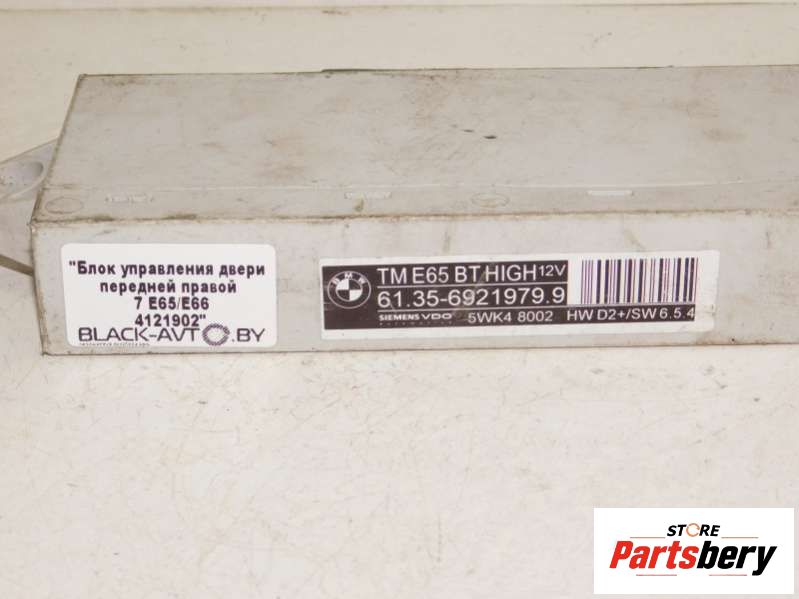 "Блок управления двери
передней правой
7 E65/E66
4121902"
BLACK-AVTO.BY
BMW
TM E65 BT HIGH 12V
61.35-6921979.9
SIEMENS VDO 5WK4 8002 HW D2+/SW 6.5.4
STORE
Partsbery